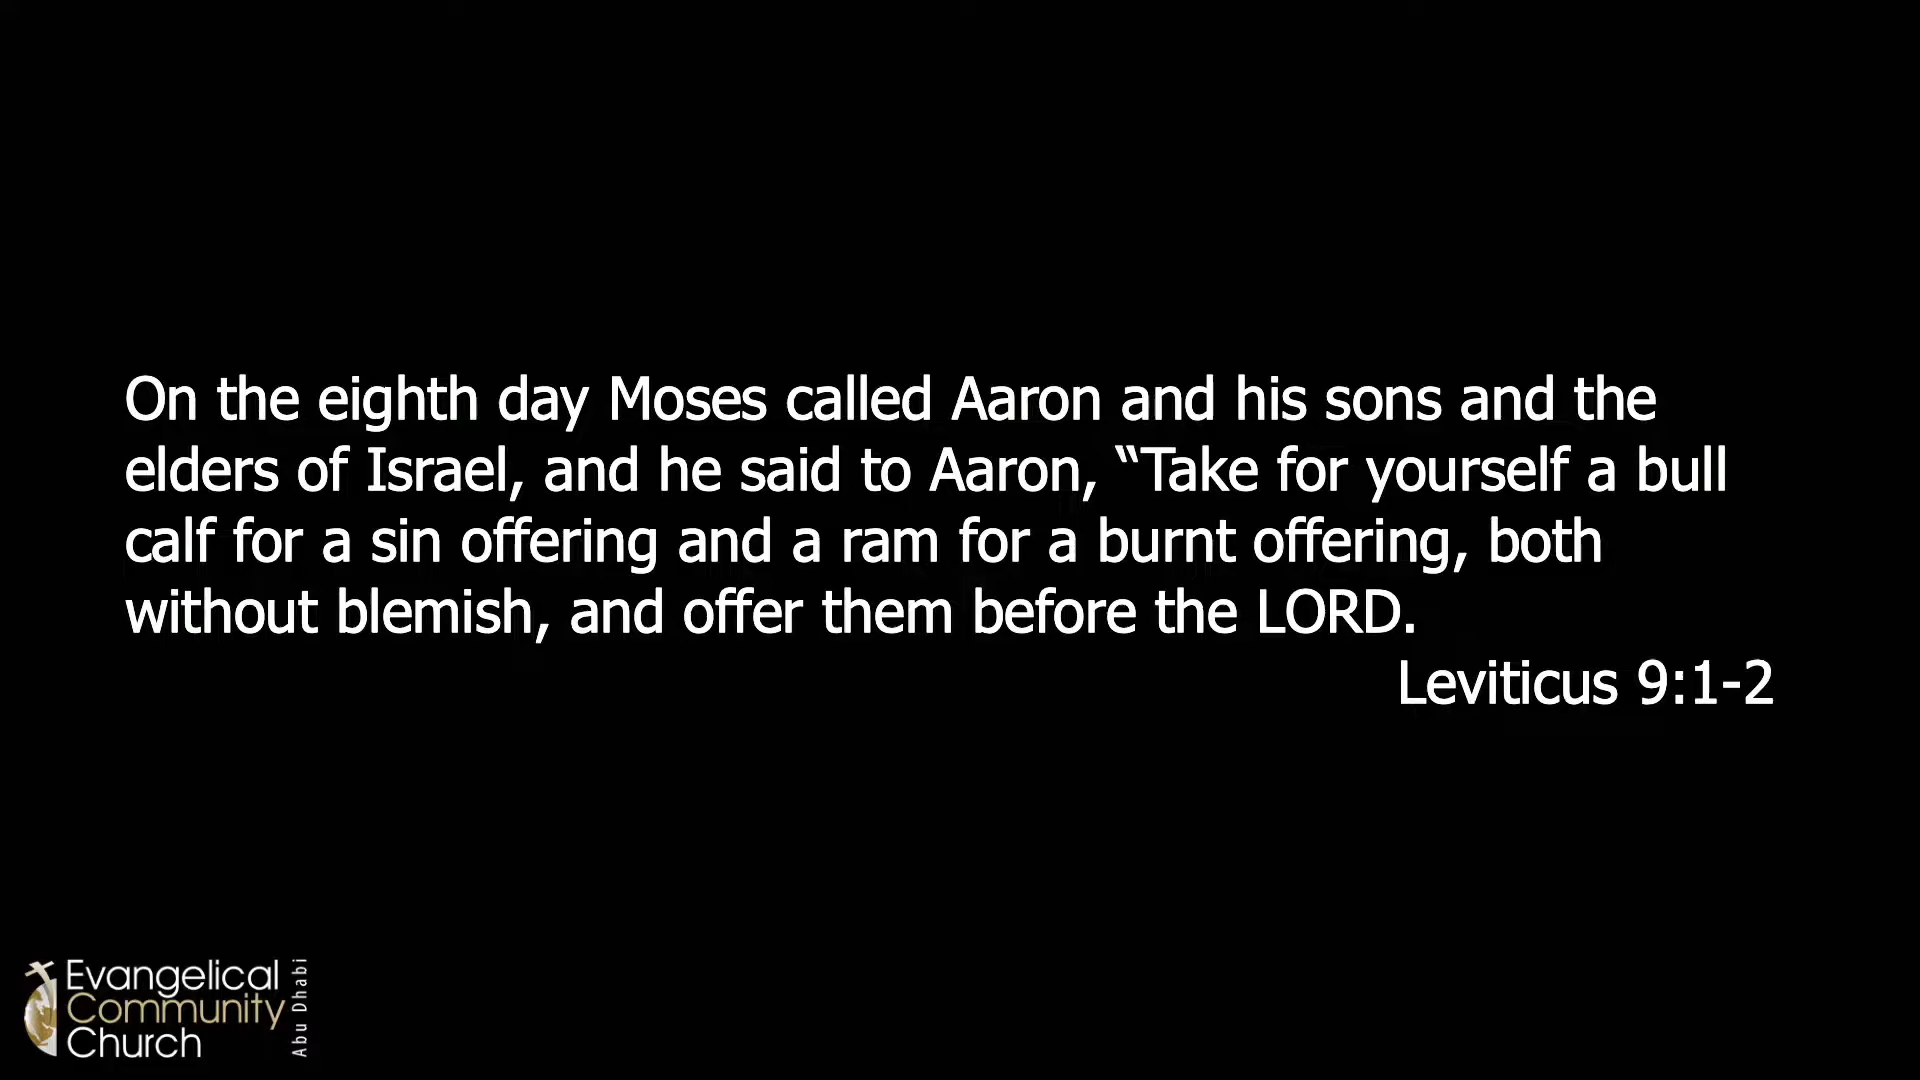 On the eighth day Moses called Aaron and his sons and the
elders of Israel, and he said to Aaron, “Take for yourself a bull
calf for a sin offering and a ram for a burnt offering, both
without blemish, and offer them before the LORD.
Leviticus 9:1-2
Evangelical
Community
Church
Abu Dhabi